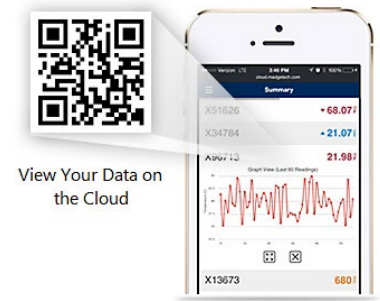 View Your Data on
the Cloud
Verizon LTE 3:46 PM 100%
cloud.madgetech.com
Summary
X51626 68.07
X34784 21.07
X96713 21.98
Graph View (Last 60 Readings)
X13673 680